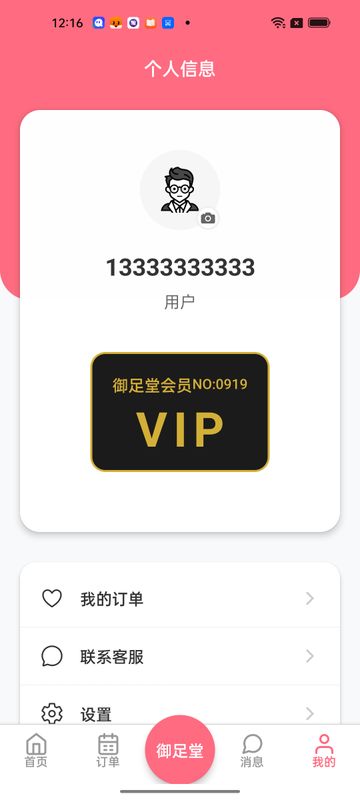 12:16
个人信息
13333333333
用户
御足堂会员NO:0919
VIP
我的订单
联系客服
设置
首页
订单
御足堂
消息
我的